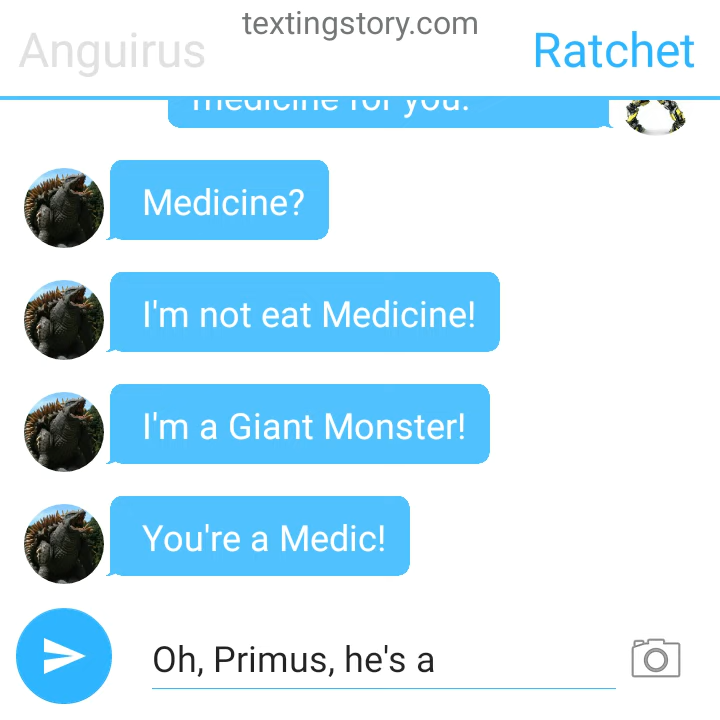 textingstory.com
Anguirus
Ratchet
medicine for you.
Medicine?
I'm not eat Medicine!
I'm a Giant Monster!
You're a Medic!
Oh, Primus, he's a